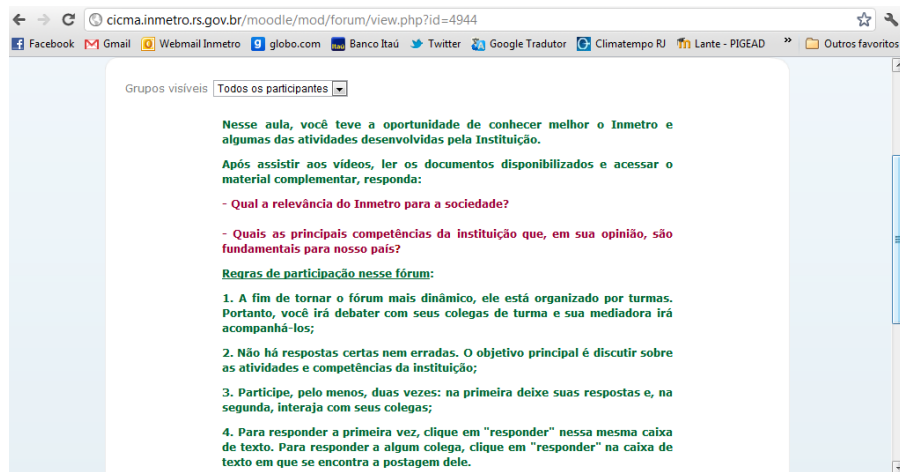 cicma.inmetro.rs.gov.br/moodle/mod/forum/view.php?id=4944
Facebook Gmail Webmail Inmetro globo.com Banco Itaú Twitter Google Tradutor Climatempo RJ Lante - PIGEAD » Outros favoritos
Grupos visíveis Todos os participantes
Nesse aula, você teve a oportunidade de conhecer melhor o Inmetro e
algumas das atividades desenvolvidas pela Instituição.
Após assistir aos vídeos, ler os documentos disponibilizados e acessar o
material complementar, responda:
- Qual a relevância do Inmetro para a sociedade?
- Quais as principais competências da instituição que, em sua opinião, são
fundamentais para nosso país?
Regras de participação nesse fórum:
1. A fim de tornar o fórum mais dinâmico, ele está organizado por turmas.
Portanto, você irá debater com seus colegas de turma e sua mediadora irá
acompanhá-los;
2. Não há respostas certas nem erradas. O objetivo principal é discutir sobre
as atividades e competências da instituição;
3. Participe, pelo menos, duas vezes: na primeira deixe suas respostas e, na
segunda, interaja com seus colegas;
4. Para responder a primeira vez, clique em "responder" nessa mesma caixa
de texto. Para responder a algum colega, clique em "responder" na caixa de
texto em que se encontra a postagem dele.